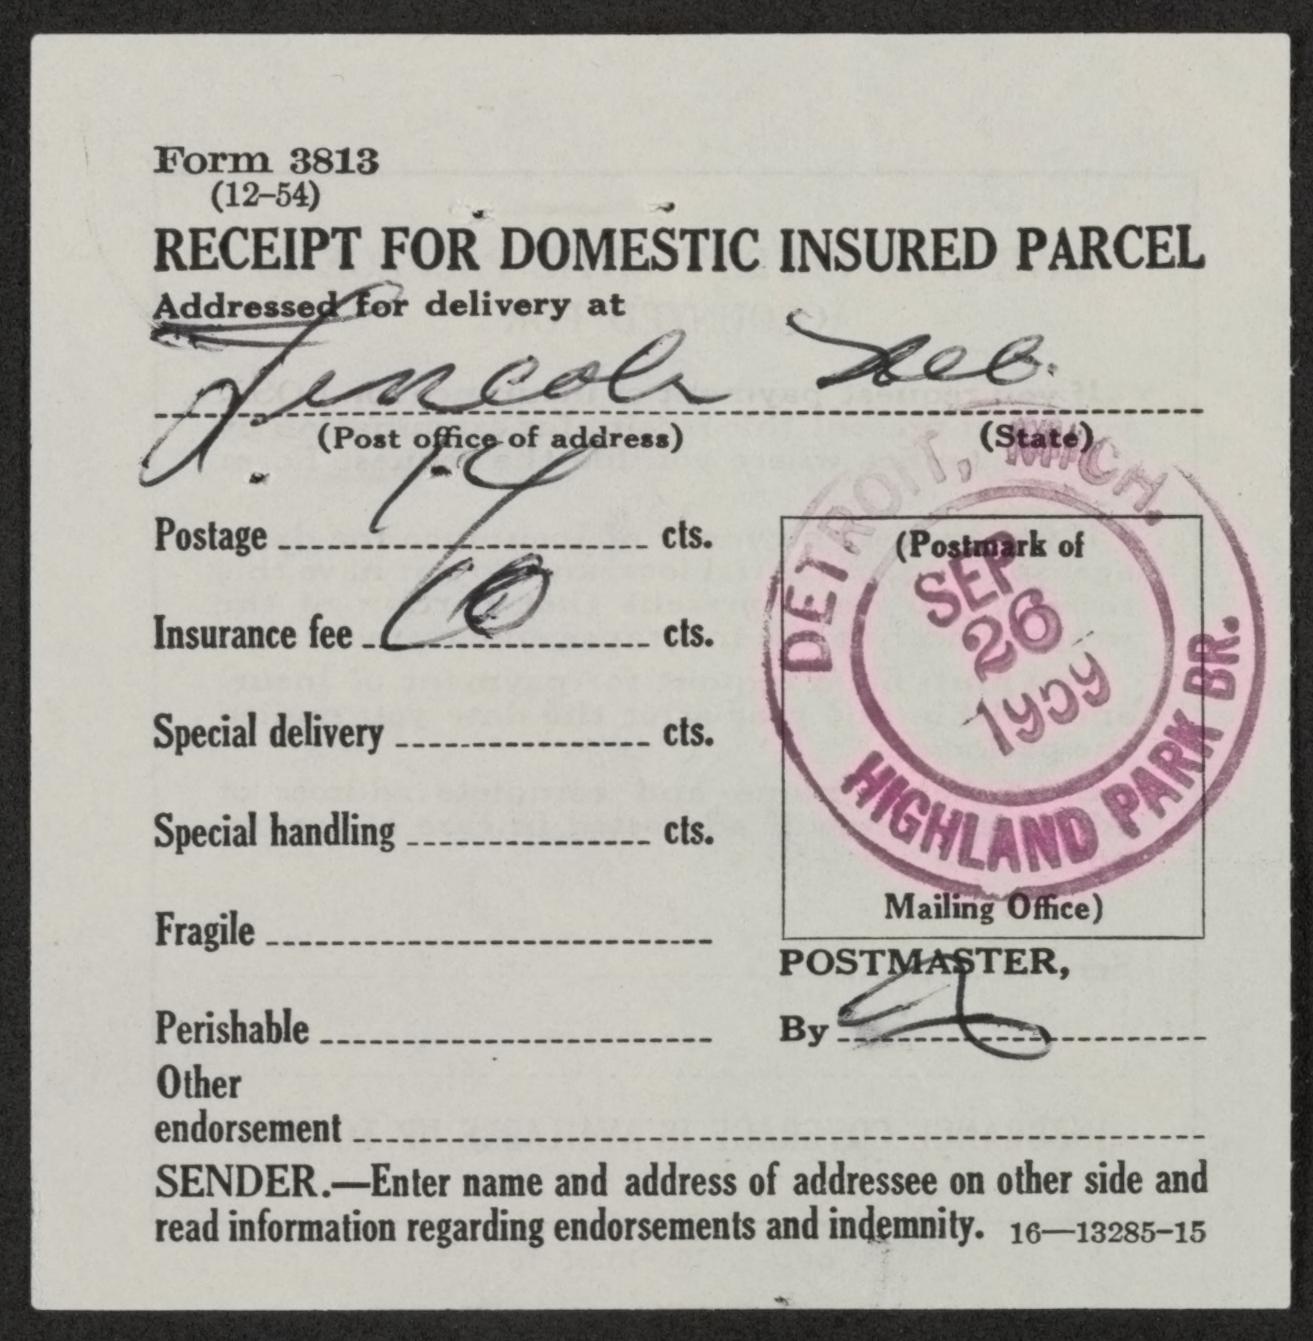 Form 3813
(12-54)
RECEIPT FOR DOMESTIC INSURED PARCEL
Addressed for delivery at
Lincoln Neb.
(Post office of address) (State)
Postage cts.
Insurance fee cts.
Special delivery cts.
Special handling cts.
Fragile
Perishable
Other
endorsement
(Postmark of
Mailing Office)
DETROIT, MICH.
SEP
26
1959
HIGHLAND PARK BR.
POSTMASTER,
By
SENDER.—Enter name and address of addressee on other side and
read information regarding endorsements and indemnity. 16—13285-15